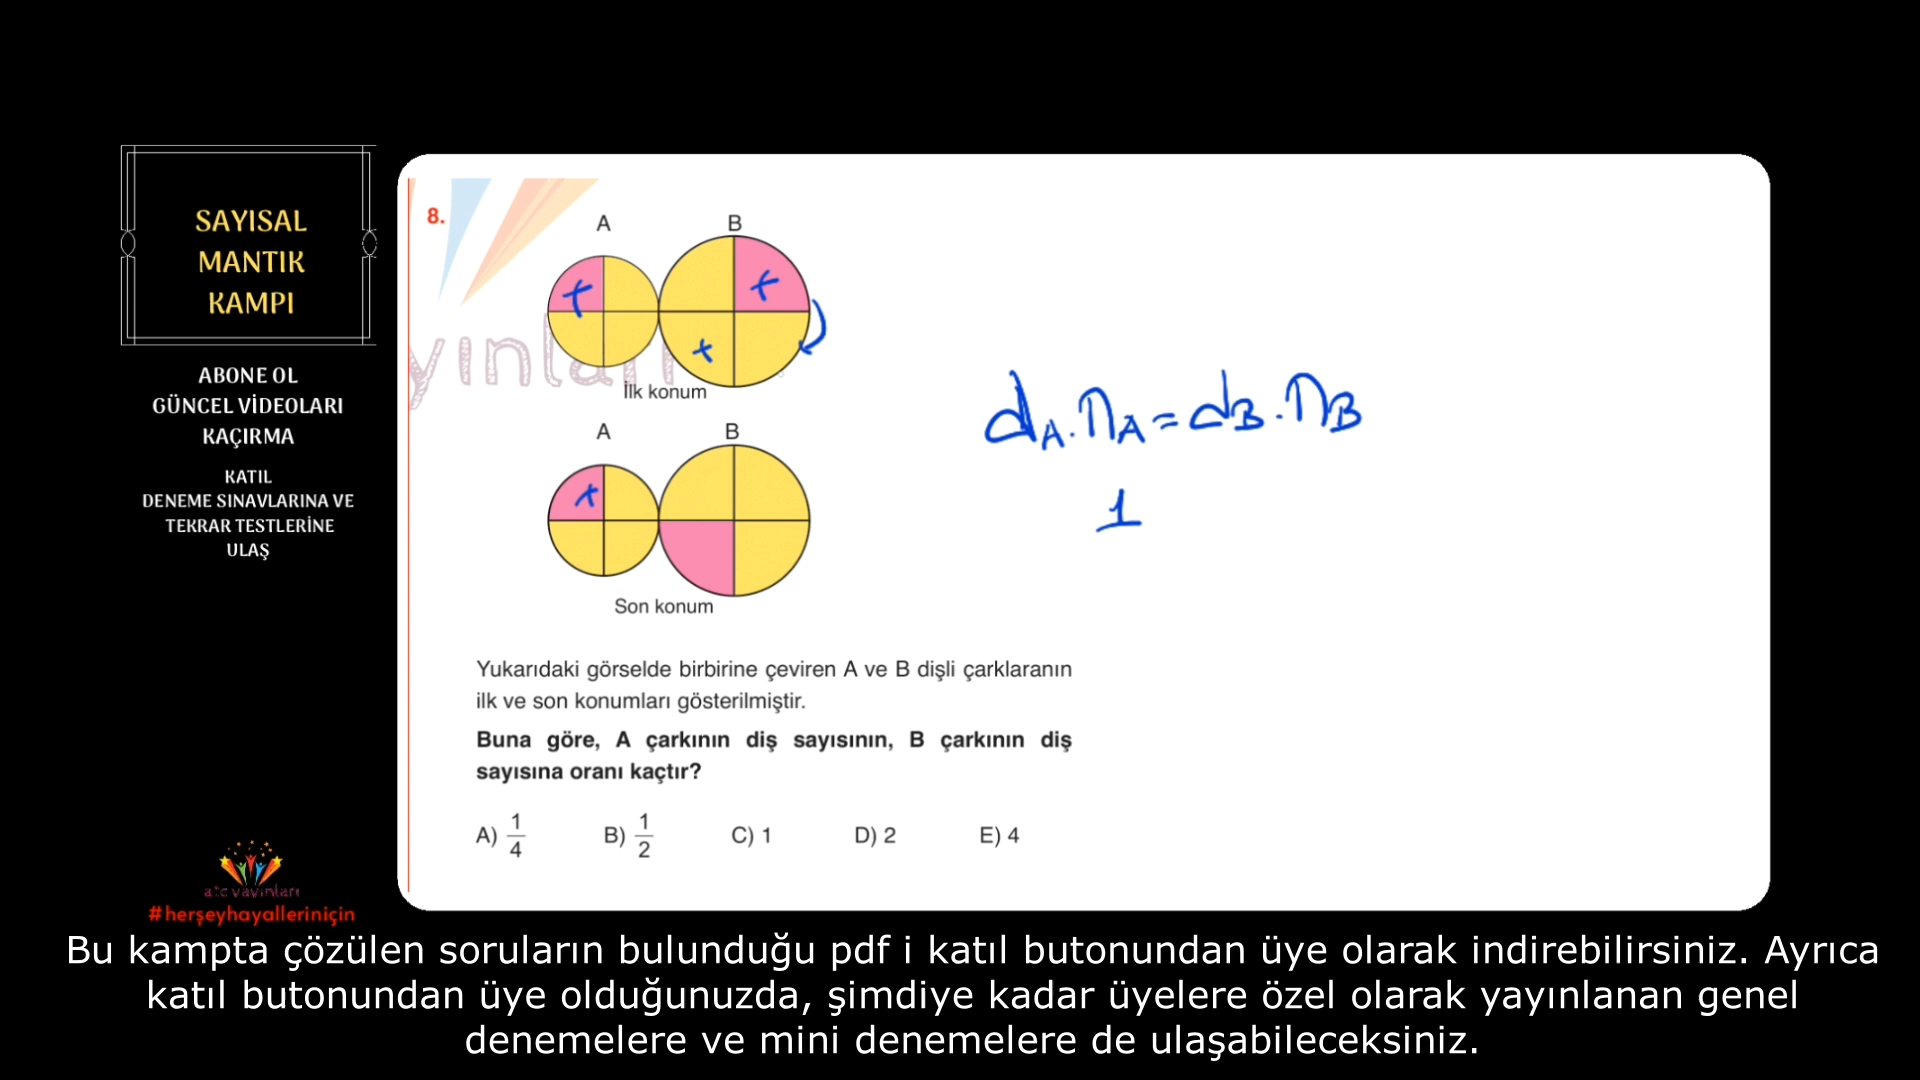 SAYISAL
MANTIK
KAMPI
ABONE OL
GÜNCEL VİDEOLARI
KAÇIRMA
KATIL
DENEME SINAVLARINA VE
TEKRAR TESTLERİNE
ULAŞ
atc yayınları
#herşeyhayalleriniçin
8.
A B
yınları
İlk konum
A B
Son konum
dA.nA=dB.nB
1
Yukarıdaki görselde birbirine çeviren A ve B dişli çarklaranın
ilk ve son konumları gösterilmiştir.
Buna göre, A çarkının diş sayısının, B çarkının diş
sayısına oranı kaçtır?
A) 1/4 B) 1/2 C) 1 D) 2 E) 4
Bu kampta çözülen soruların bulunduğu pdf i katıl butonundan üye olarak indirebilirsiniz. Ayrıca
katıl butonundan üye olduğunuzda, şimdiye kadar üyelere özel olarak yayınlanan genel
denemelere ve mini denemelere de ulaşabileceksiniz.